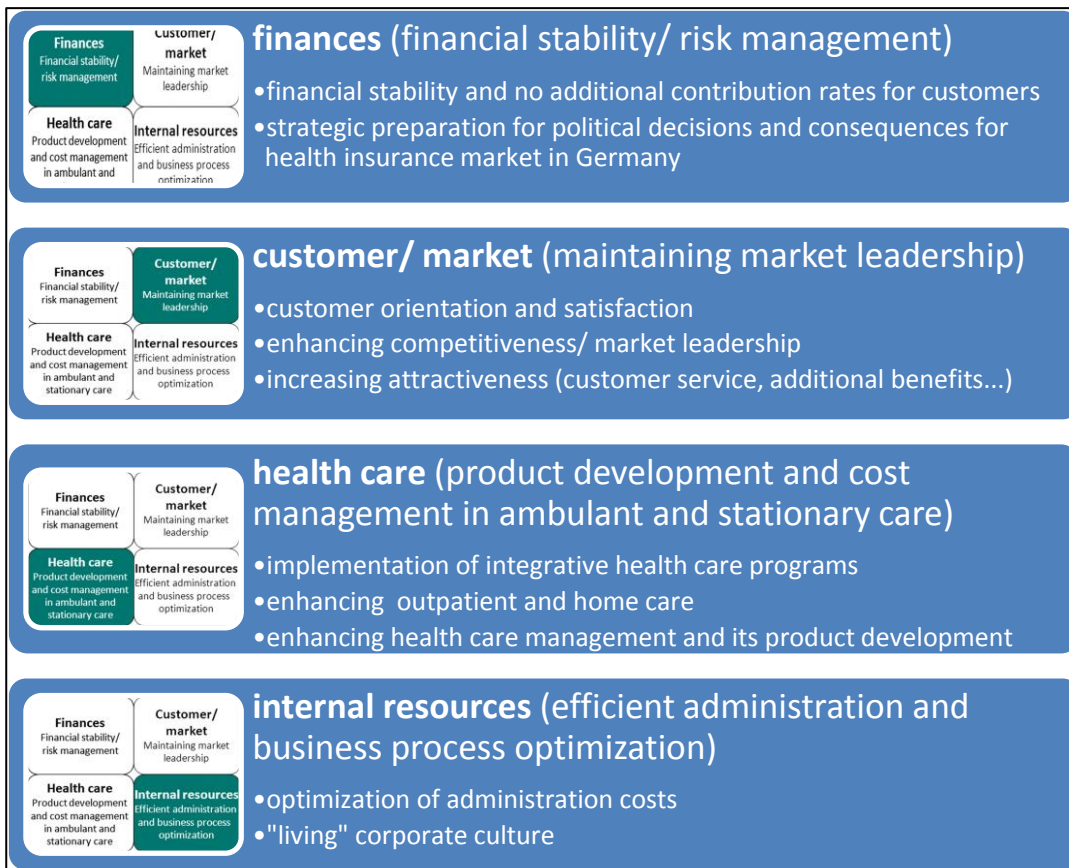 Finances
Financial stability/
risk management
Customer/
market
Maintaining market
leadership
Health care
Product development
and cost management
in ambulant and
Internal resources
Efficient administration
and business process
optimization
finances (financial stability/ risk management)
•financial stability and no additional contribution rates for customers
•strategic preparation for political decisions and consequences for
health insurance market in Germany
Finances
Financial stability/
risk management
Customer/
market
Maintaining market
leadership
Health care
Product development
and cost management
in ambulant and
stationary care
Internal resources
Efficient administration
and business process
optimization
customer/ market (maintaining market leadership)
•customer orientation and satisfaction
•enhancing competitiveness/ market leadership
•increasing attractiveness (customer service, additional benefits...)
Finances
Financial stability/
risk management
Customer/
market
Maintaining market
leadership
Health care
Product development
and cost management
in ambulant and
stationary care
Internal resources
Efficient administration
and business process
optimization
health care (product development and cost
management in ambulant and stationary care)
•implementation of integrative health care programs
•enhancing  outpatient and home care
•enhancing health care management and its product development
Finances
Financial stability/
risk management
Customer/
market
Maintaining market
leadership
Health care
Product development
and cost management
in ambulant and
stationary care
Internal resources
Efficient administration
and business process
optimization
internal resources (efficient administration and
business process optimization)
•optimization of administration costs
•"living" corporate culture